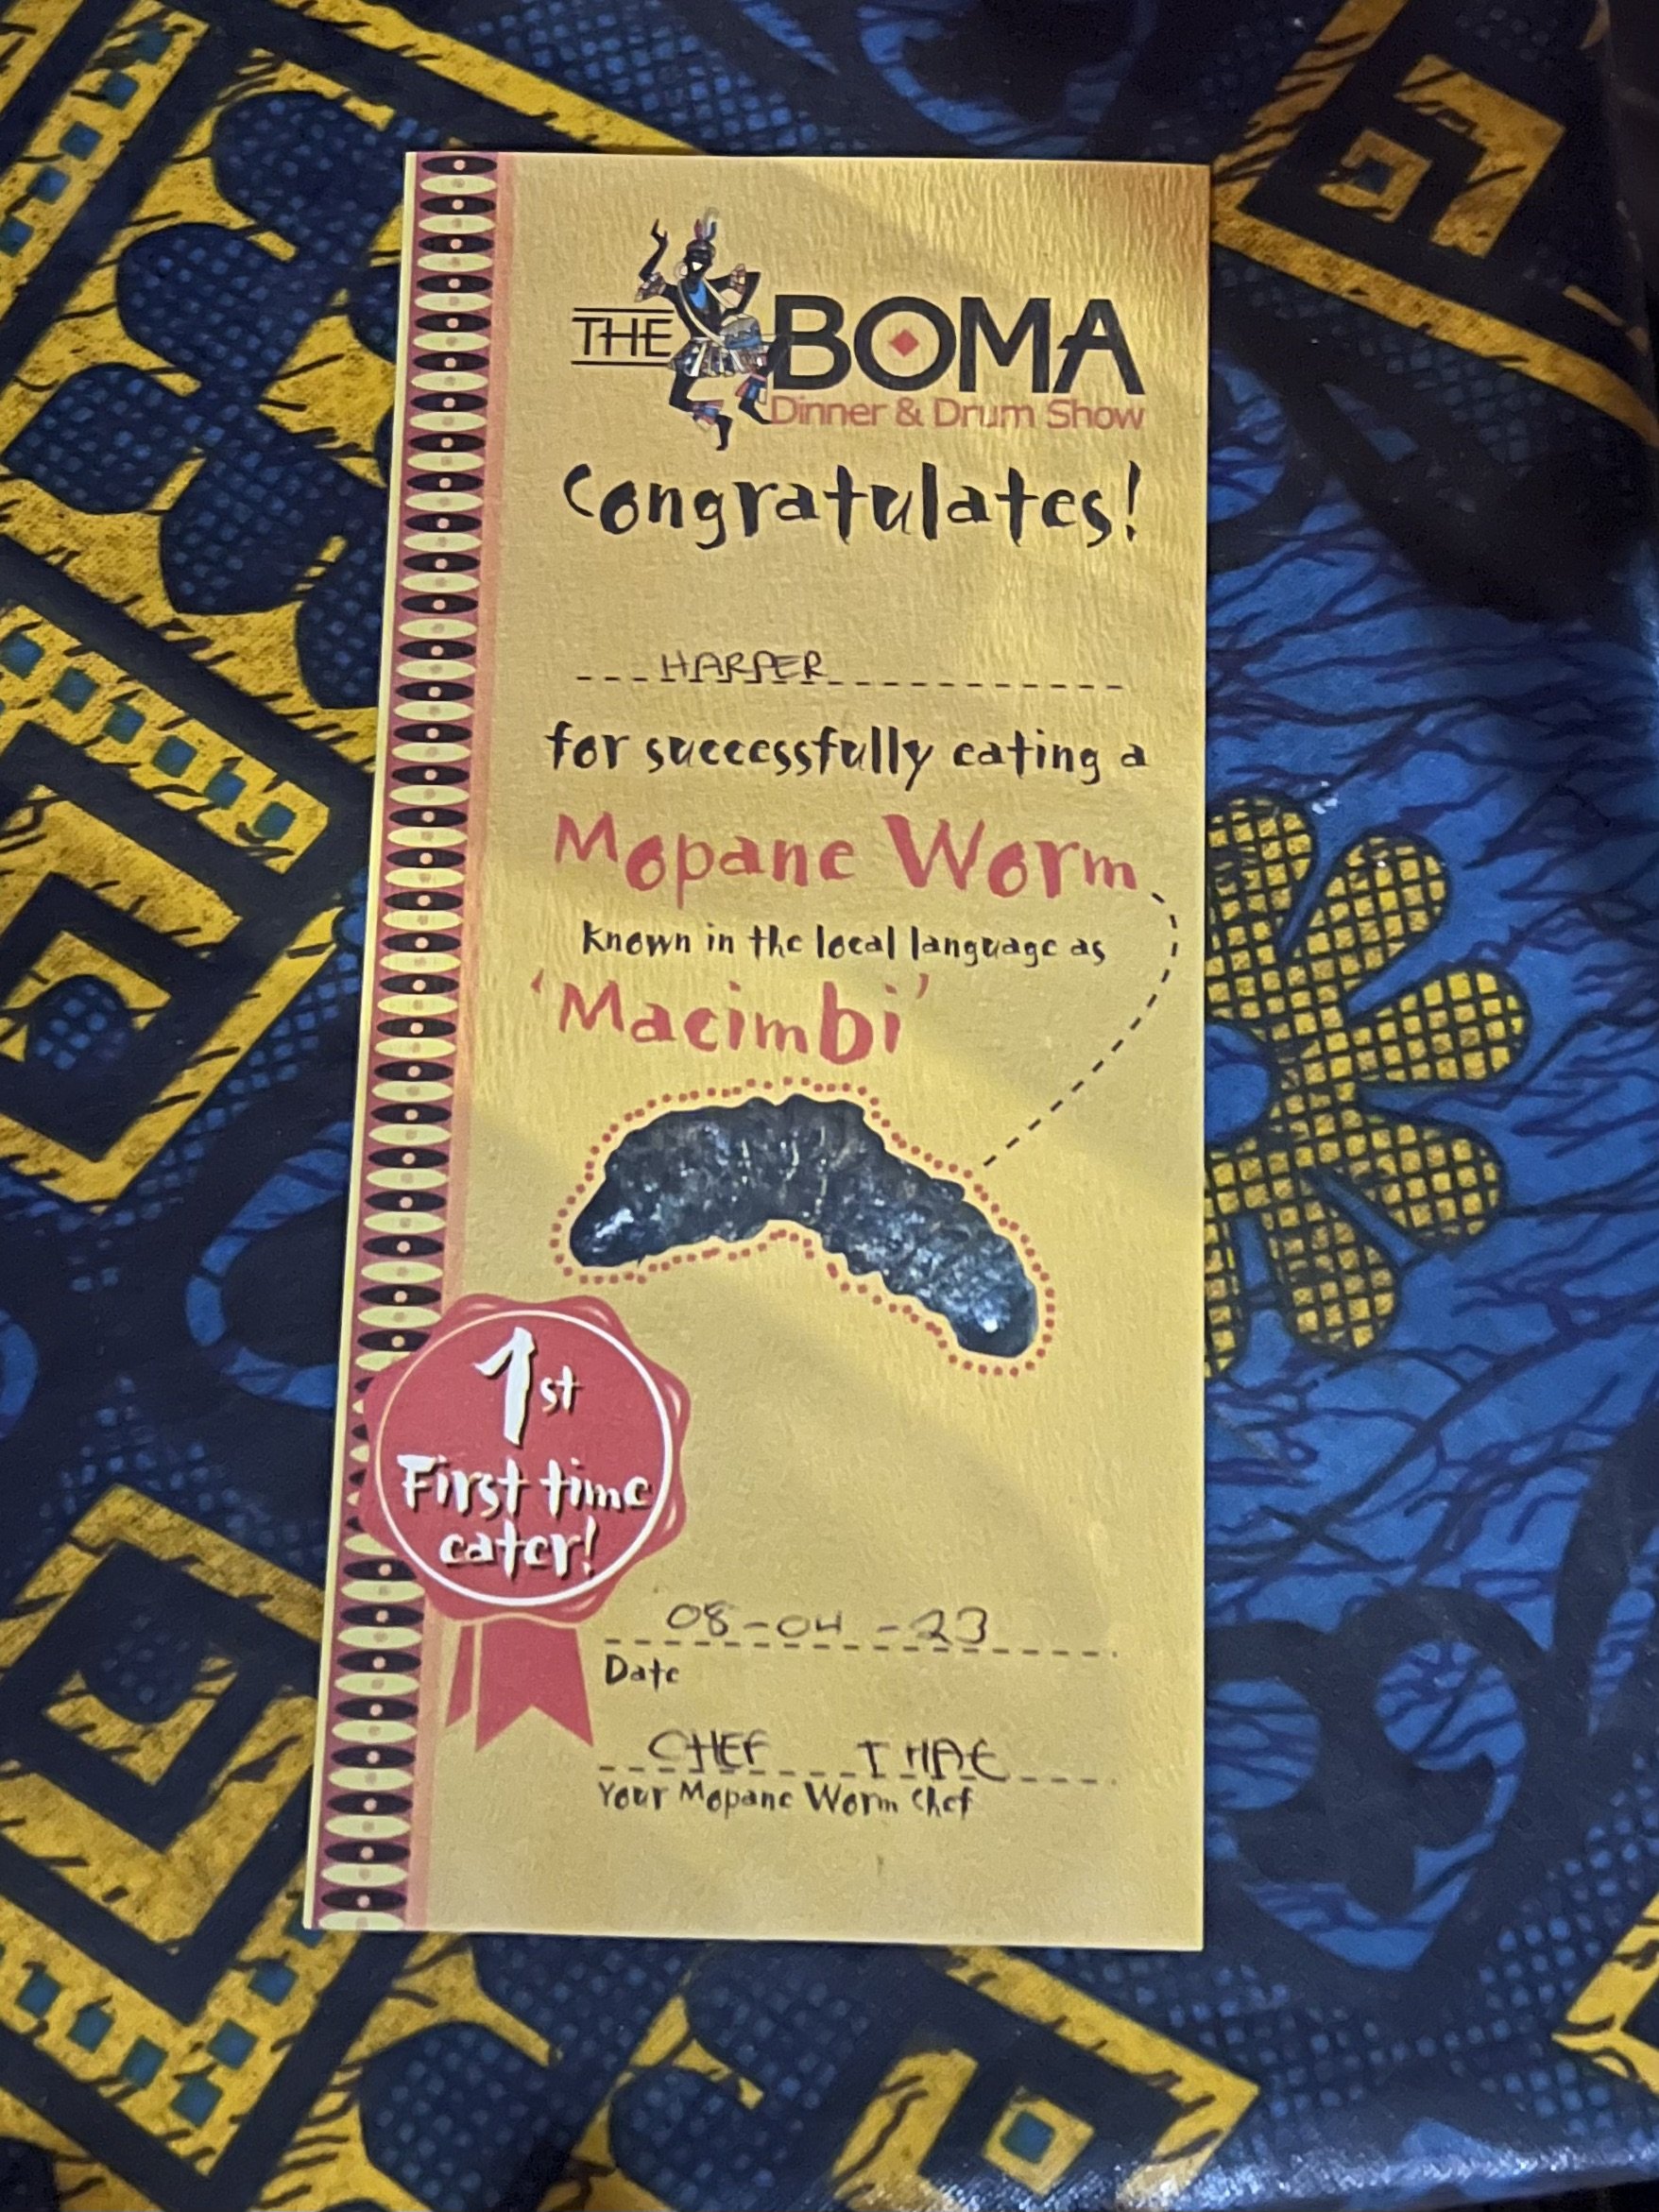 THE BOMA
Dinner & Drum Show
Congratulates!
HARPER
for successfully eating a
Mopane Worm
known in the local language as
'Macimbi'
1st
First time
eater!
08-04-23
Date
CHEF THAE
Your Mopane Worm Chef